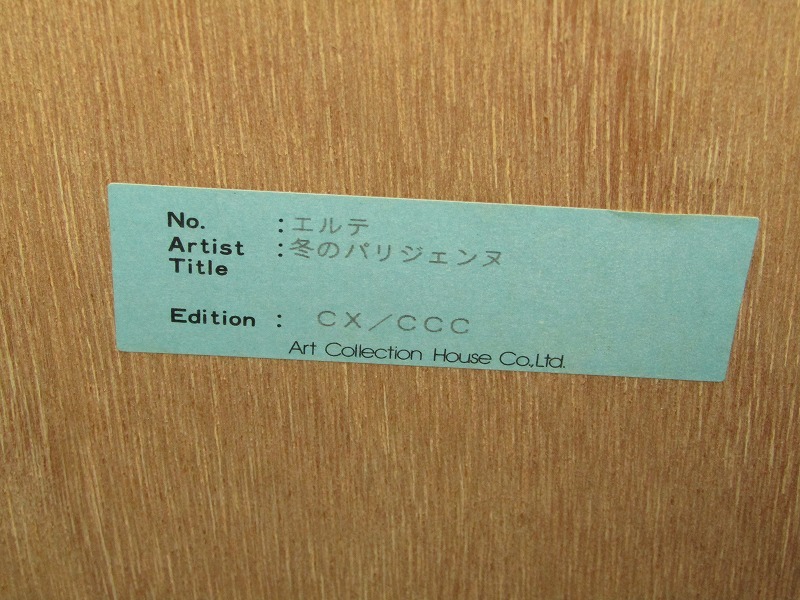 No. :エルテ
Artist :冬のパリジェンヌ
Title
Edition : CX／CCC
Art Collection House Co.,Ltd.